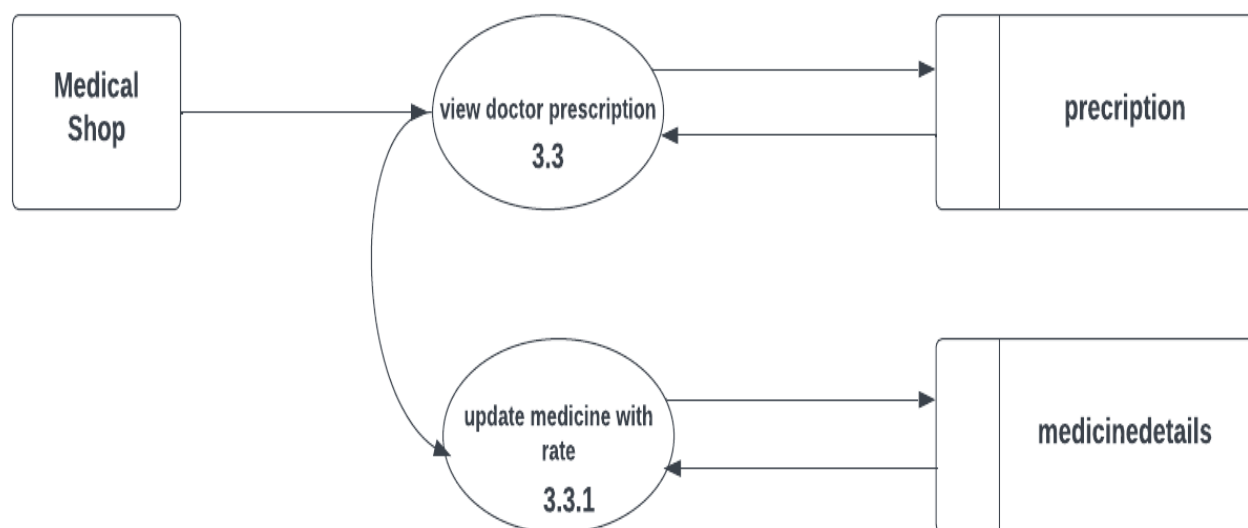 Medical
Shop
view doctor prescription
3.3
precription
update medicine with
rate
3.3.1
medicinedetails